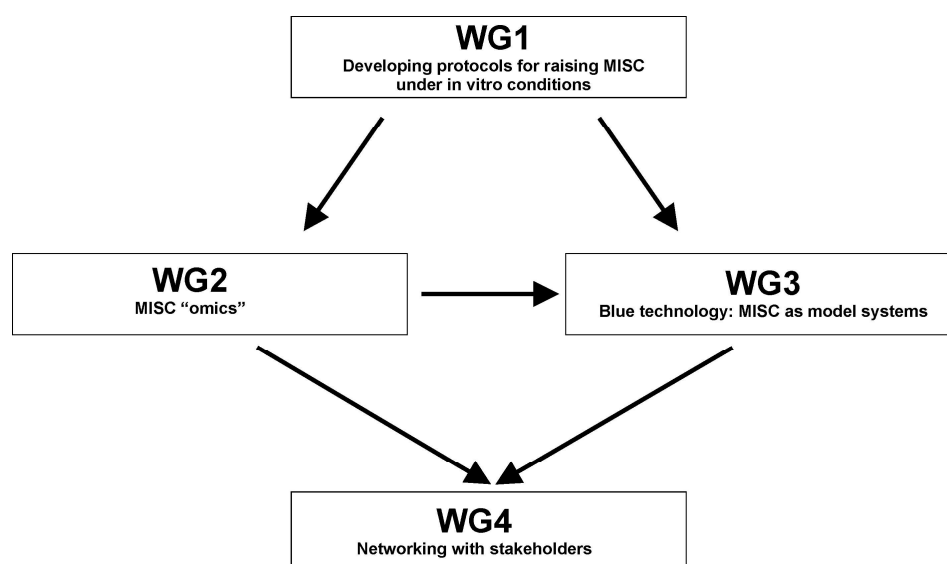 WG1
Developing protocols for raising MISC
under in vitro conditions
WG2
MISC “omics”
WG3
Blue technology: MISC as model systems
WG4
Networking with stakeholders